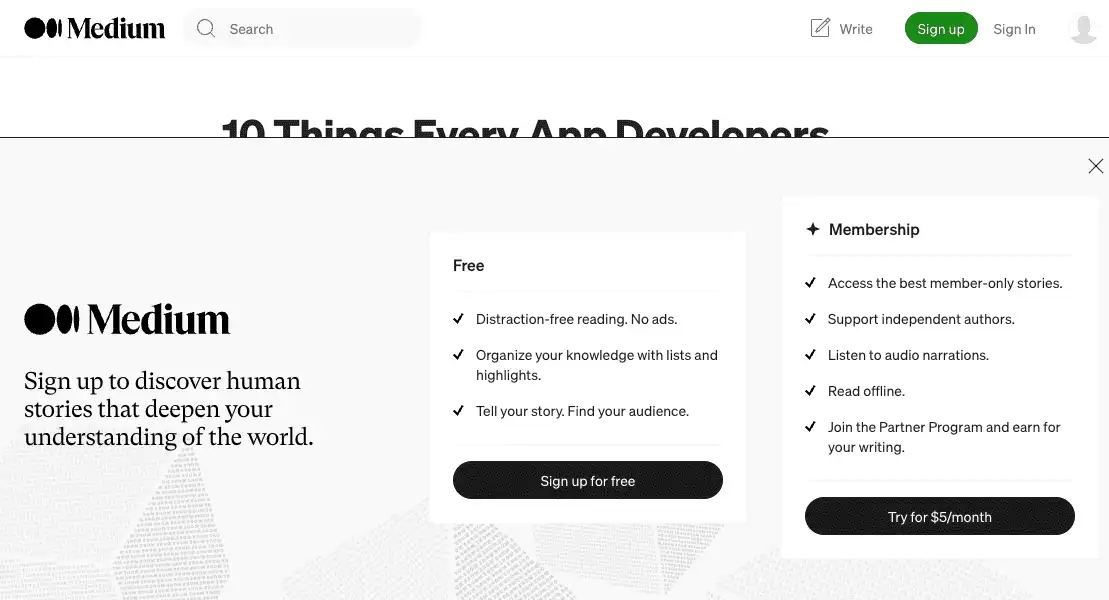 Medium
Search
Write
Sign up
Sign In
10 Things Every App Developers
Medium
Sign up to discover human
stories that deepen your
understanding of the world.
Free
Distraction-free reading. No ads.
Organize your knowledge with lists and
highlights.
Tell your story. Find your audience.
Sign up for free
Membership
Access the best member-only stories.
Support independent authors.
Listen to audio narrations.
Read offline.
Join the Partner Program and earn for
your writing.
Try for $5/month